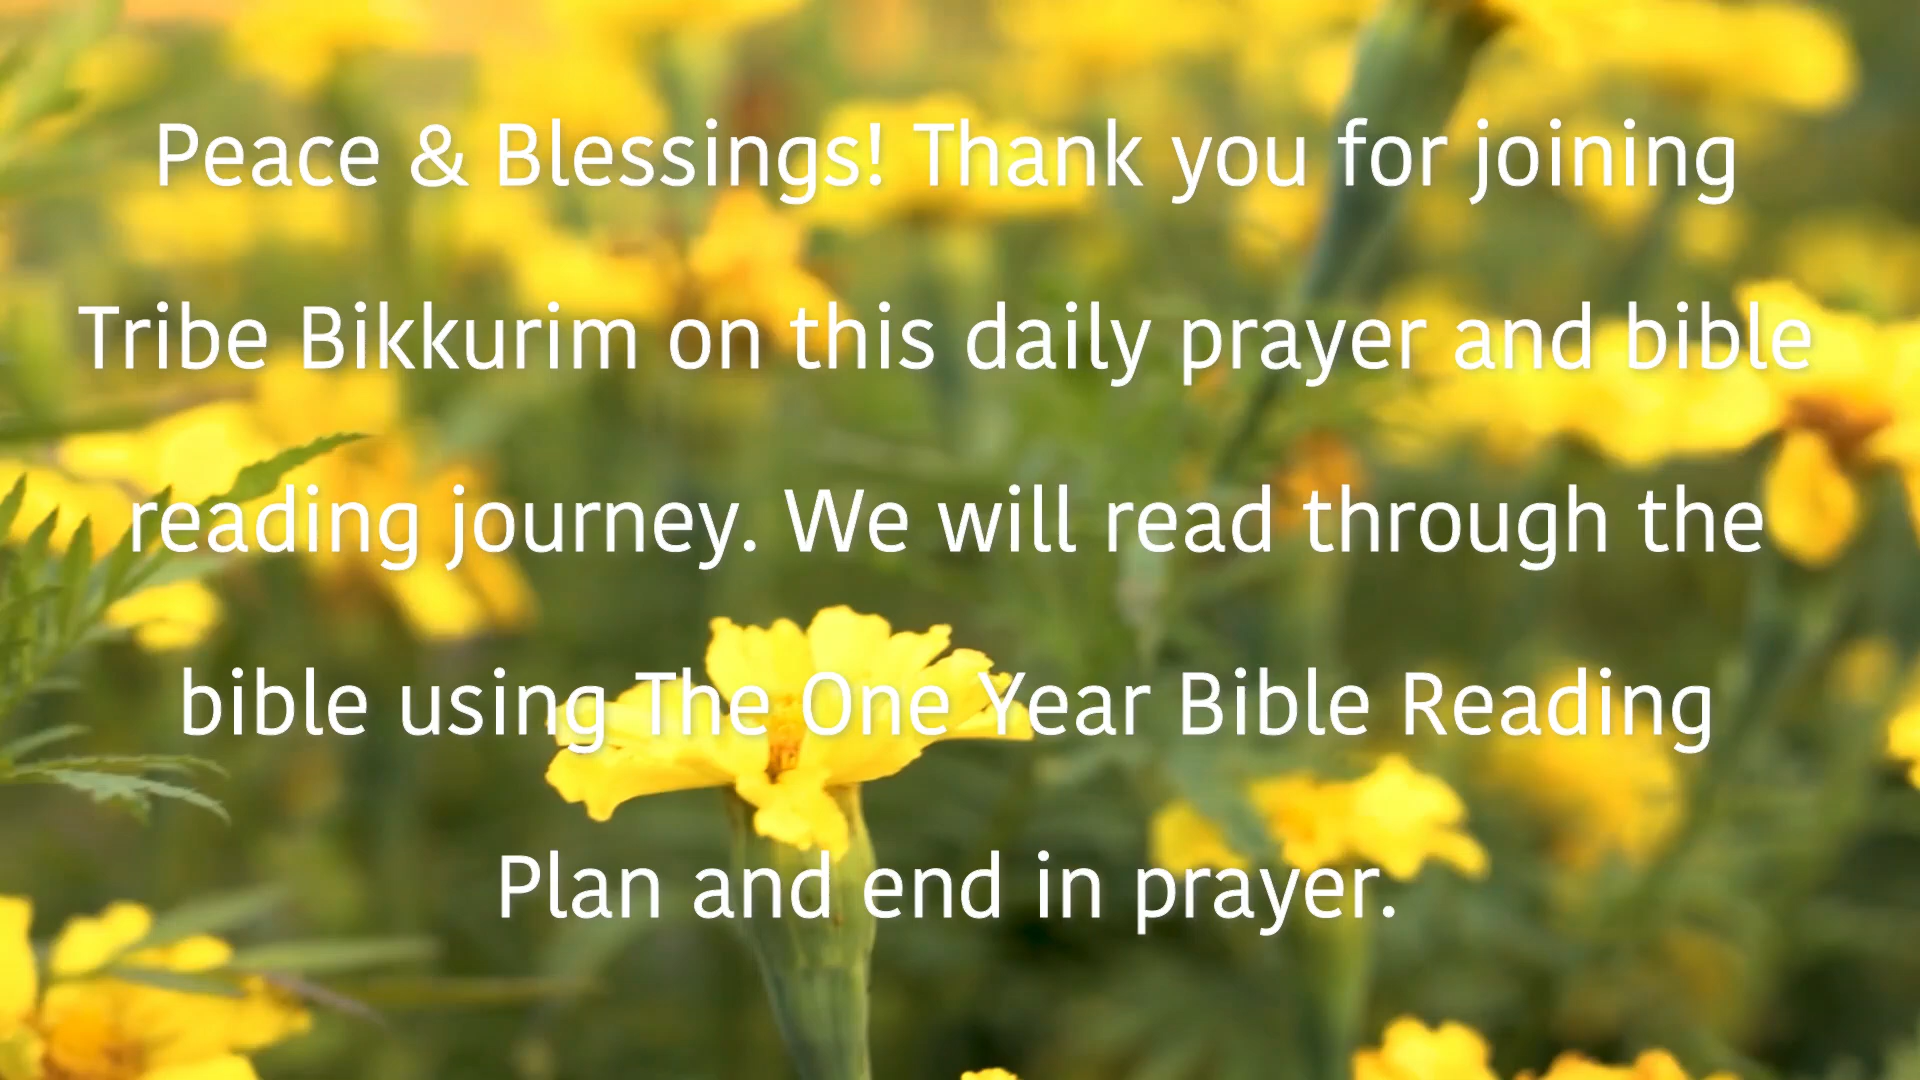 Peace & Blessings! Thank you for joining
Tribe Bikkurim on this daily prayer and bible
reading journey. We will read through the
bible using The One Year Bible Reading
Plan and end in prayer.